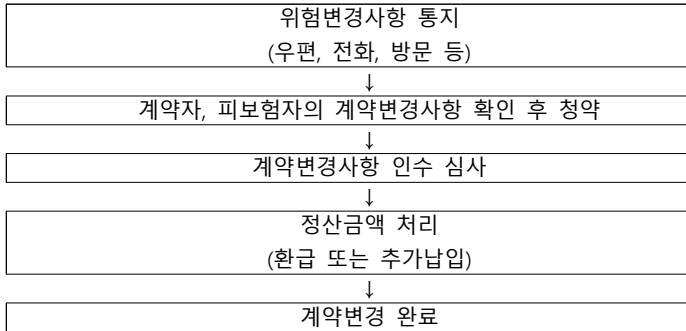 위험변경사항 통지
(우편, 전화, 방문 등)
↓
계약자, 피보험자의 계약변경사항 확인 후 청약
↓
계약변경사항 인수 심사
↓
정산금액 처리
(환급 또는 추가납입)
↓
계약변경 완료